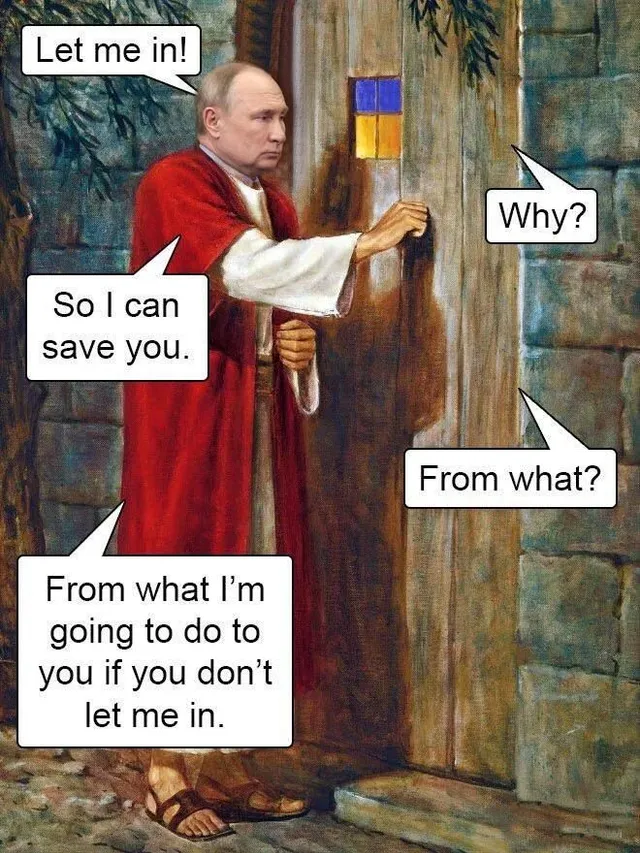 Let me in!
Why?
So I can
save you.
From what?
From what I'm
going to do to
you if you don't
let me in.